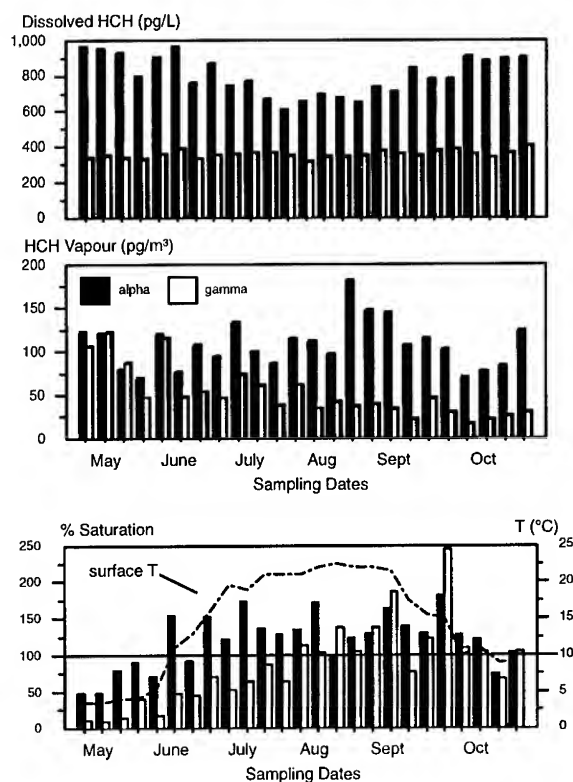 Dissolved HCH (pg/L)
1,000
800
600
400
200
0
HCH Vapour (pg/m³)
200
150
100
50
0
alpha gamma
May June July Aug Sept Oct
Sampling Dates
% Saturation T (°C)
250 25
200 20
150 15
100 10
50 5
0 0
surface T
May June July Aug Sept Oct
Sampling Dates